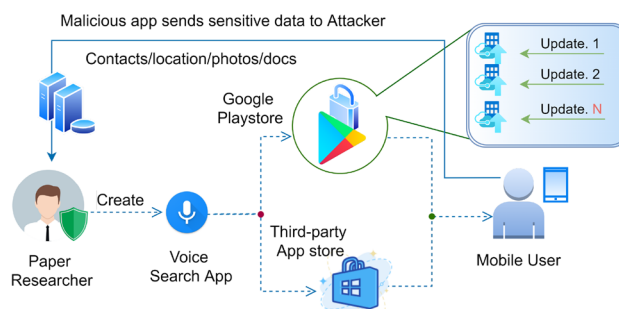 Malicious app sends sensitive data to Attacker
Contacts/location/photos/docs
Update. 1
Update. 2
Update. N
Google
Playstore
Create
Paper
Researcher
Voice
Search App
Third-party
App store
Mobile User